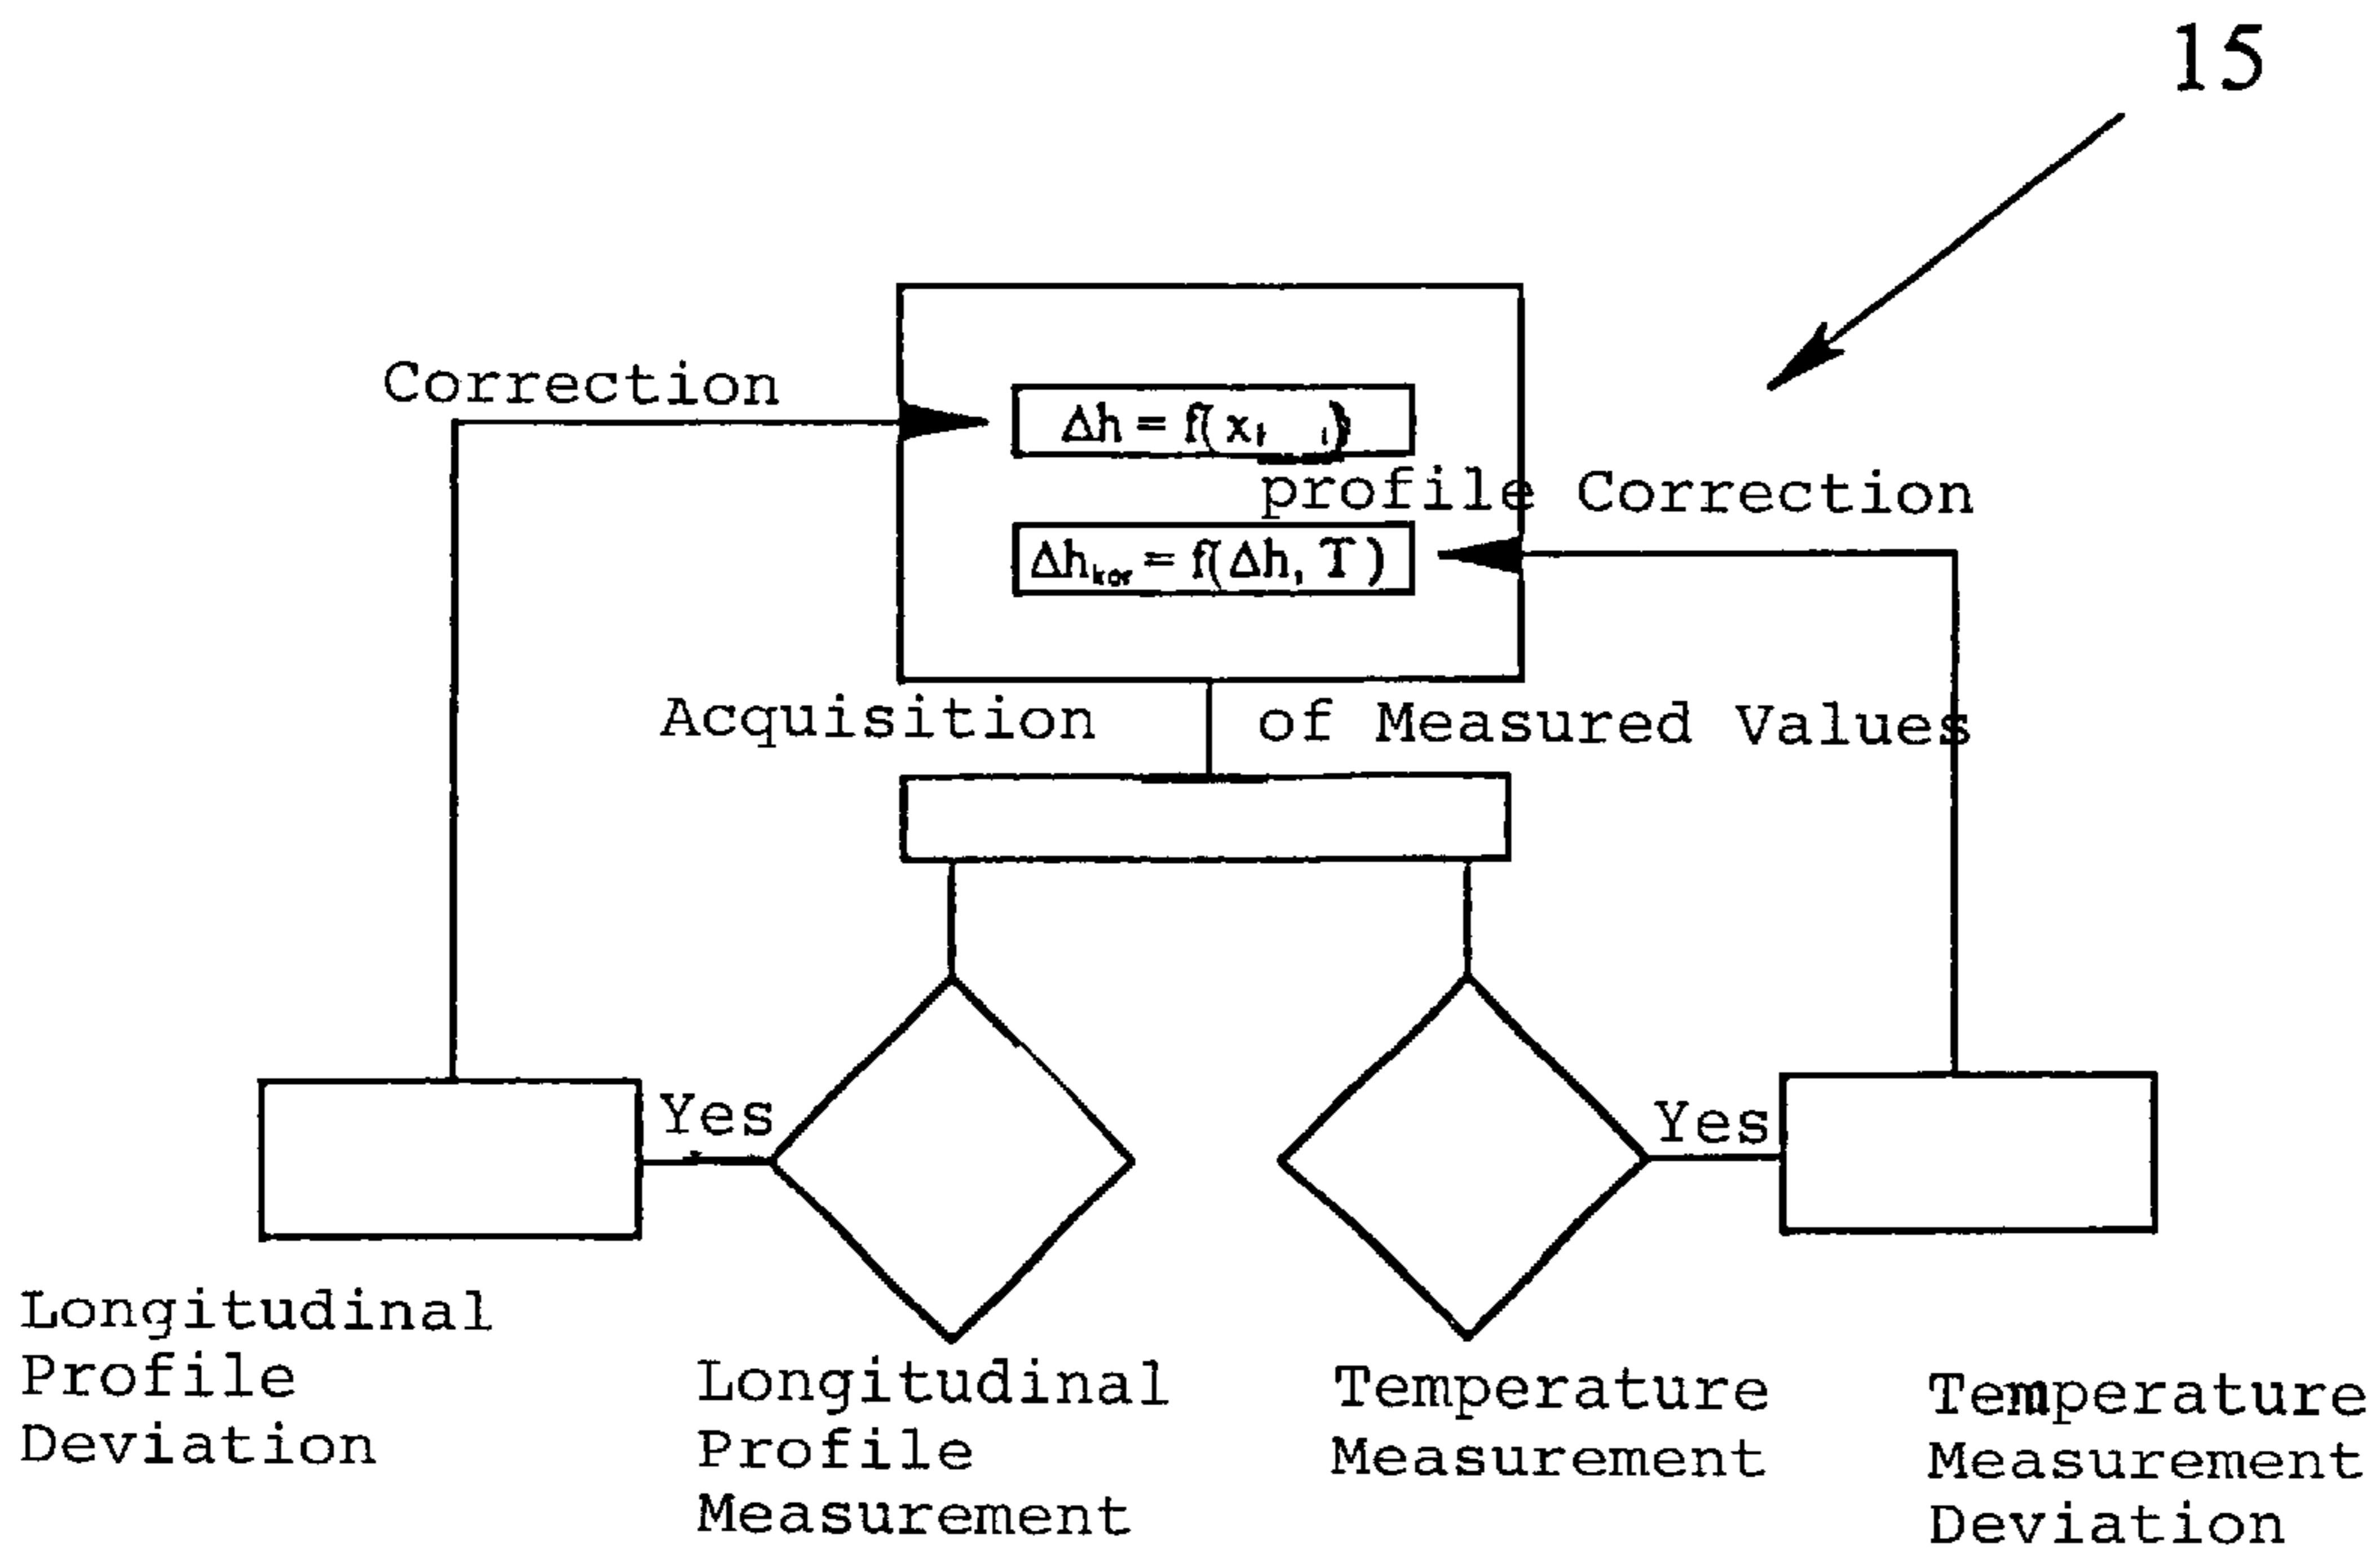 15
Correction
Δh = f( x
profile
Correction
Δhkor = f( Δh, T )
Acquisition of Measured Values
Yes
Yes
Longitudinal
Profile
Deviation
Longitudinal
Profile
Measurement
Temperature
Measurement
Temperature
Measurement
Deviation